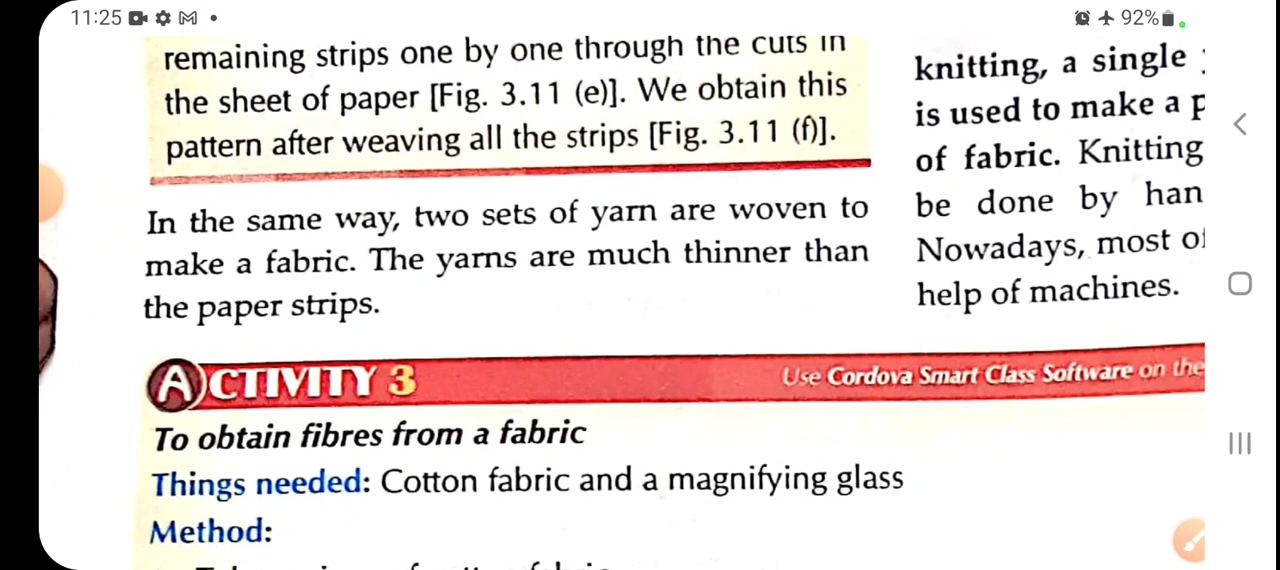 11:25
92%
remaining strips one by one through the cuts in
the sheet of paper [Fig. 3.11 (e)]. We obtain this
pattern after weaving all the strips [Fig. 3.11 (f)].
In the same way, two sets of yarn are woven to
make a fabric. The yarns are much thinner than
the paper strips.
knitting, a single
is used to make a p
of fabric. Knitting
be done by han
Nowadays, most of
help of machines.
ACTIVITY 3
Use Cordova Smart Class Software on the
To obtain fibres from a fabric
Things needed: Cotton fabric and a magnifying glass
Method: